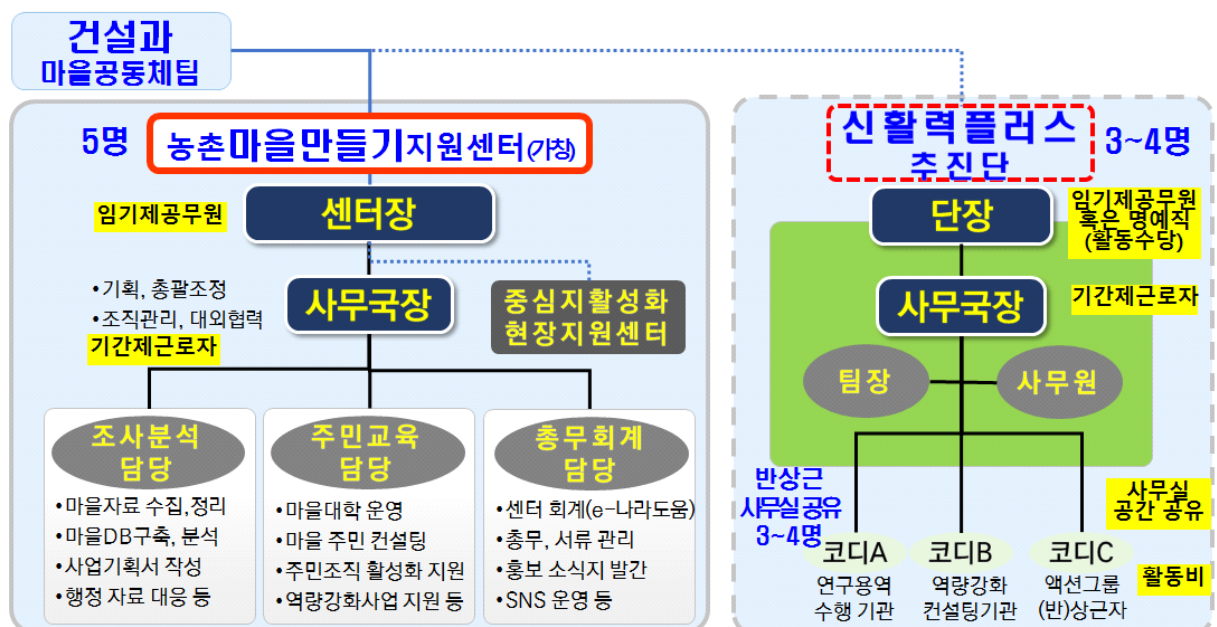 건설과
마을공동체팀
5명
농촌마을만들기지원센터(가칭)
임기제공무원
센터장
•기획, 총괄조정
•조직관리, 대외협력
기간제근로자
사무국장
중심지활성화
현장지원센터
조사분석
담당
•마을자료 수집,정리
•마을DB구축, 분석
•사업기획서 작성
•행정 자료 대응 등
주민교육
담당
•마을대학 운영
•마을 주민 컨설팅
•주민조직 활성화 지원
•역량강화사업 지원 등
총무회계
담당
•센터 회계(e-나라도움)
•총무, 서류 관리
•홍보 소식지 발간
•SNS 운영 등
신활력플러스
추진단
3~4명
단장
임기제공무원
혹은 명예직
(활동수당)
사무국장
기간제근로자
팀장
사무원
반상근
사무실 공유
3~4명
사무실
공간 공유
코디A
연구용역
수행 기관
코디B
역량강화
컨설팅기관
코디C
액션그룹
(반)상근자
활동비